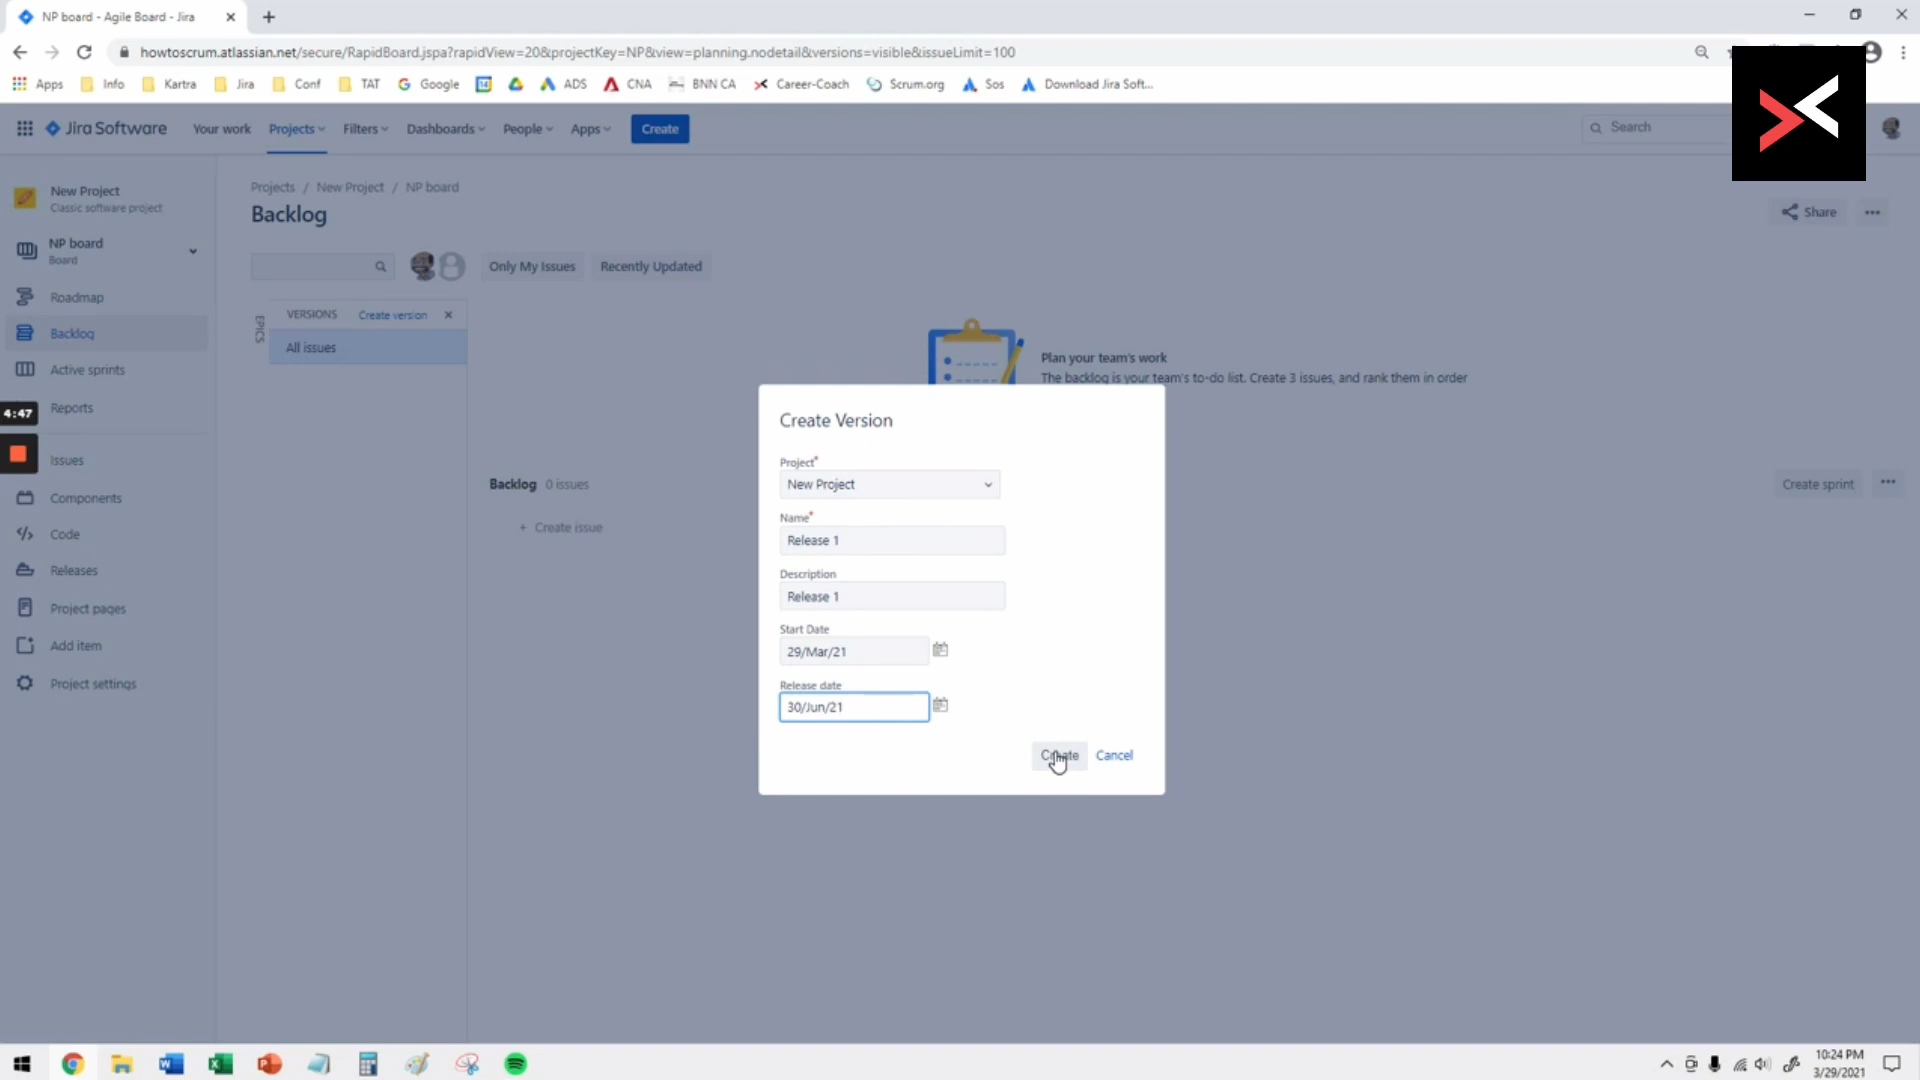 NP board - Agile Board - Jira
howtoscrum.atlassian.net/secure/RapidBoard.jspa?rapidView=20&projectKey=NP&view=planning.nodetail&versions=visible&issueLimit=100
Apps Info Kartra Jira Conf TAT Google 14 ADS CNA BNN CA Career-Coach Scrum.org Sos Download Jira Soft...
Jira Software Your work Projects Filters Dashboards People Apps Create Search
New Project
Classic software project
NP board
Board
Roadmap
Backlog
Active sprints
4:47
Reports
Issues
Components
Code
Releases
Project pages
Add item
Project settings
Projects / New Project / NP board
Backlog
Share
Only My Issues Recently Updated
EPICS
VERSIONS Create version
All issues
Plan your team's work
The backlog is your team's to-do list. Create 3 issues, and rank them in order
Backlog 0 issues
Create sprint
+ Create issue
Create Version
Project*
New Project
Name*
Release 1
Description
Release 1
Start Date
29/Mar/21
Release date
30/Jun/21
Create Cancel
10:24 PM
3/29/2021